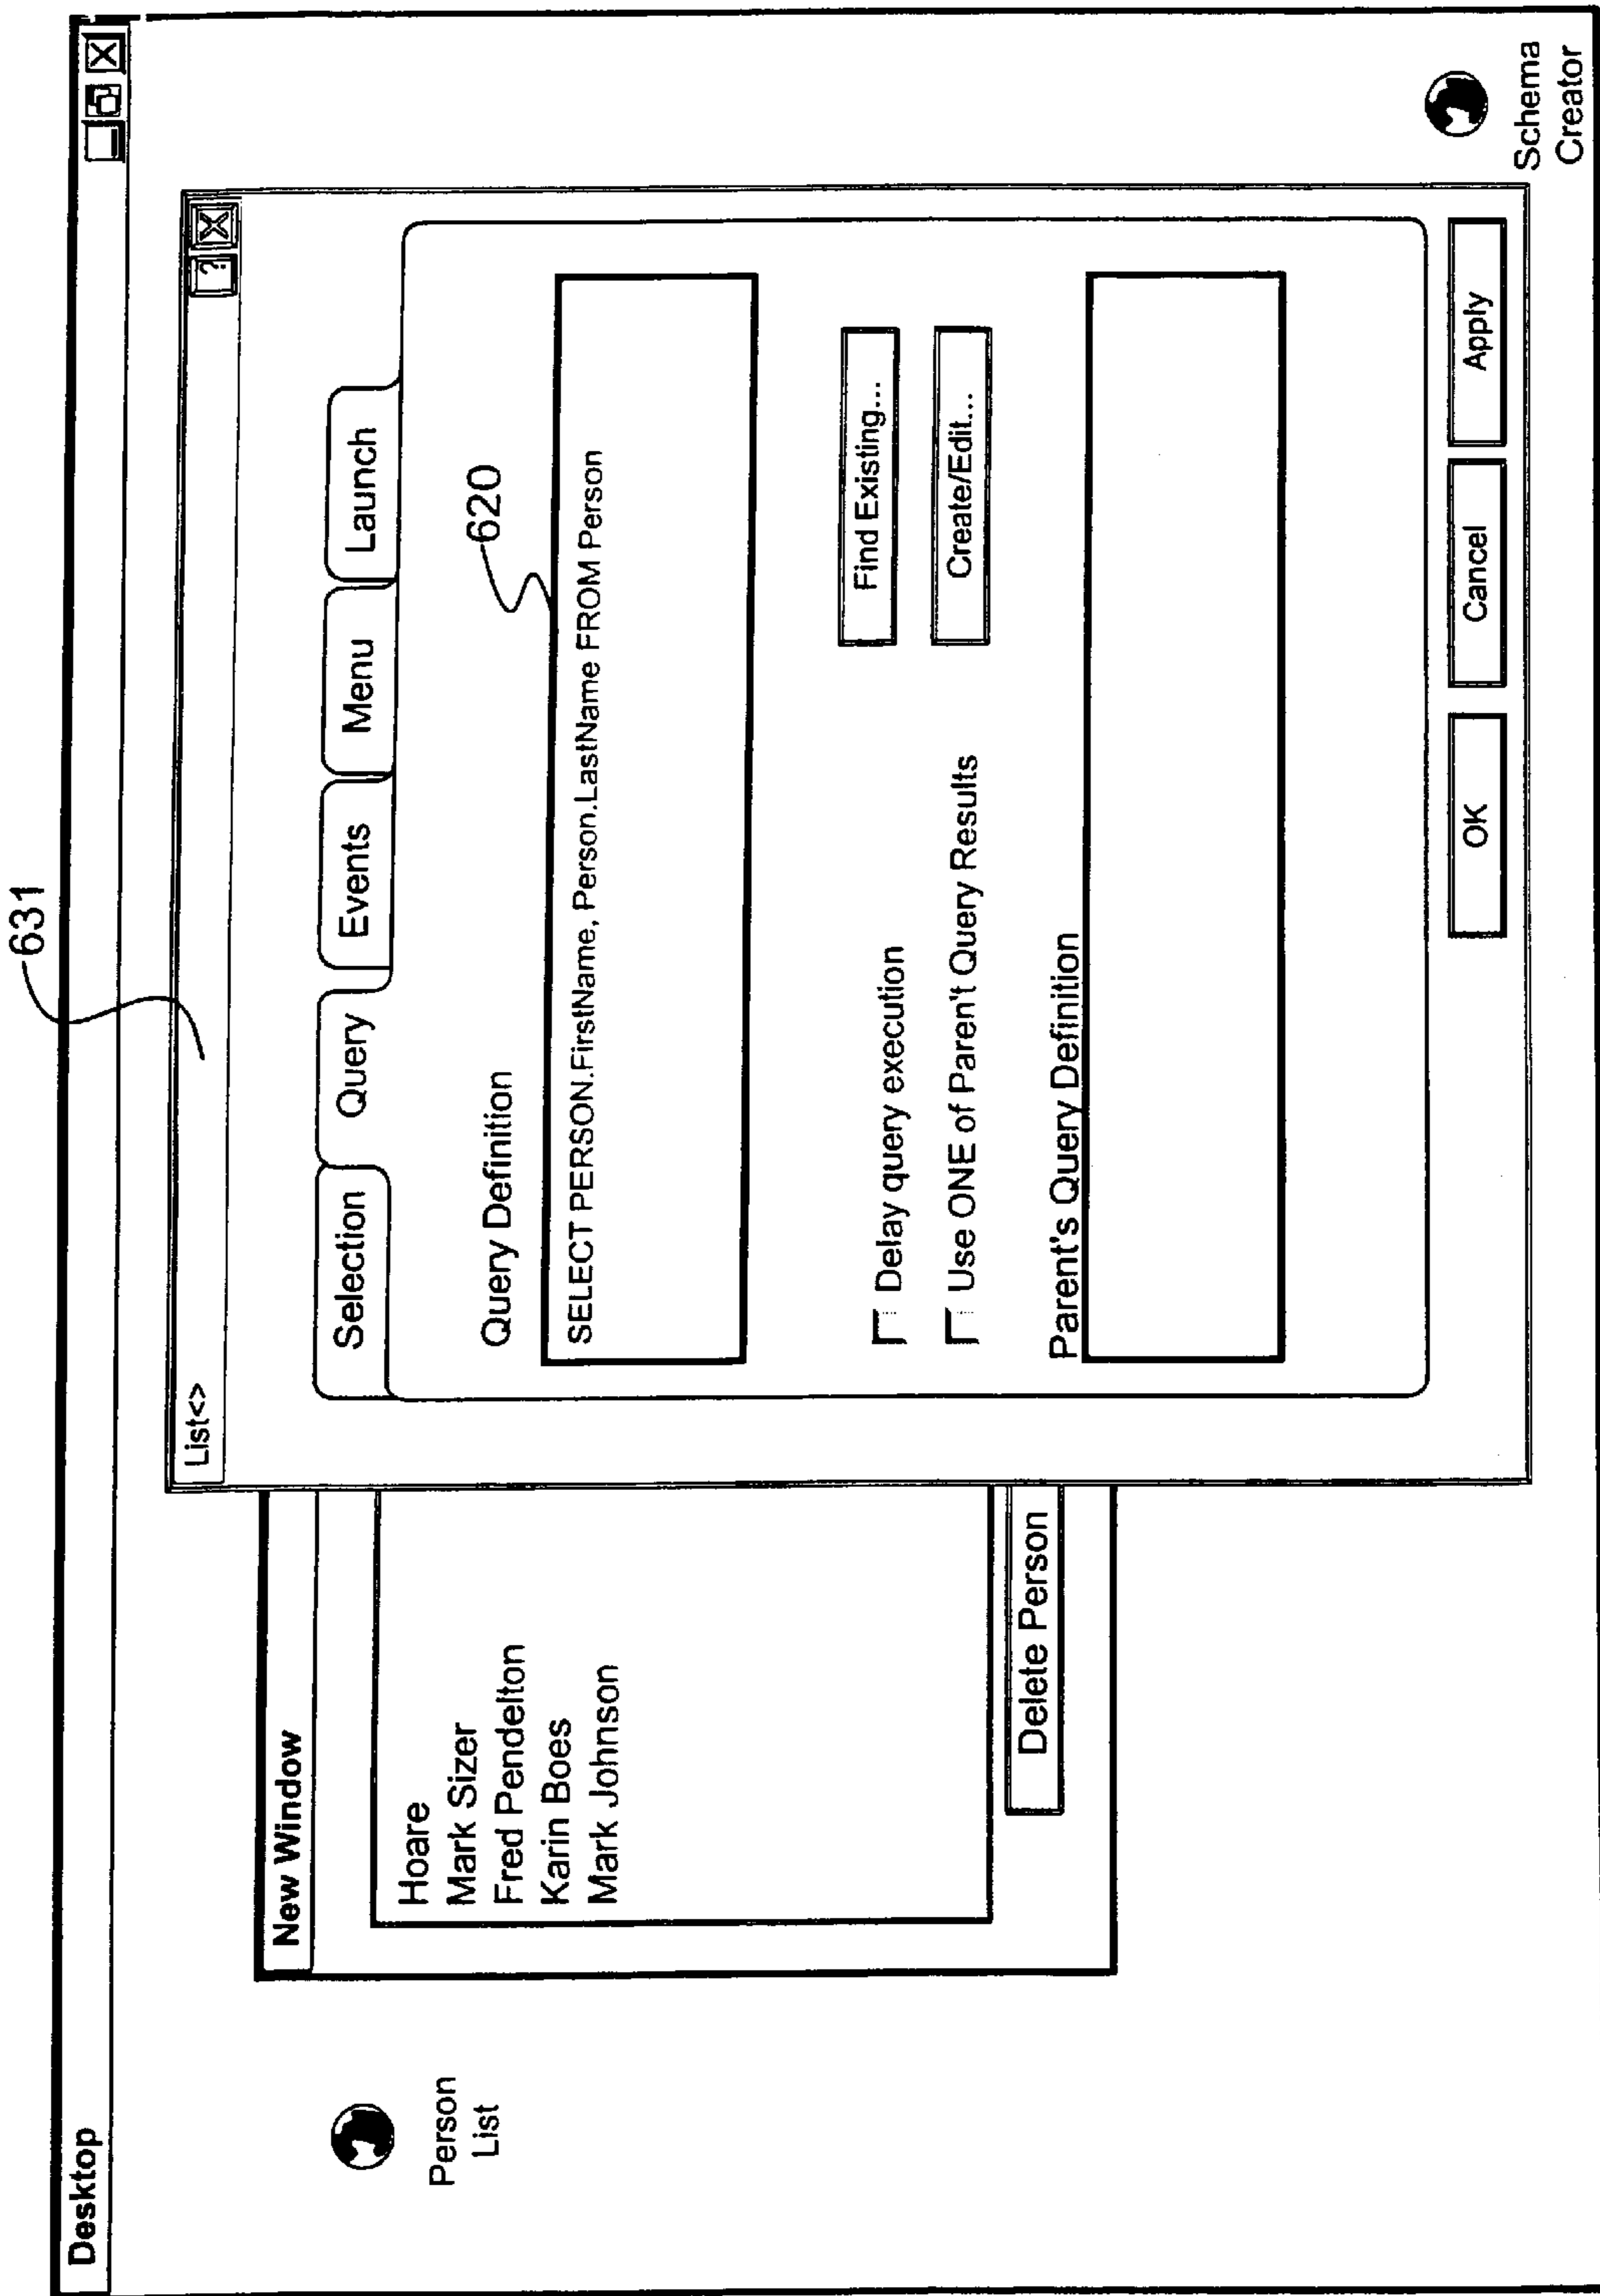 631
Desktop
List<>
Selection
Query
Events
Menu
Launch
Query Definition
620
SELECT PERSON.FirstName, Person.LastName FROM Person
Find Existing...
Create/Edit...
Delay query execution
Use ONE of Paren't Query Results
Parent's Query Definition
OK
Cancel
Apply
New Window
Hoare
Mark Sizer
Fred Pendelton
Karin Boes
Mark Johnson
Delete Person
Person
List
Schema
Creator